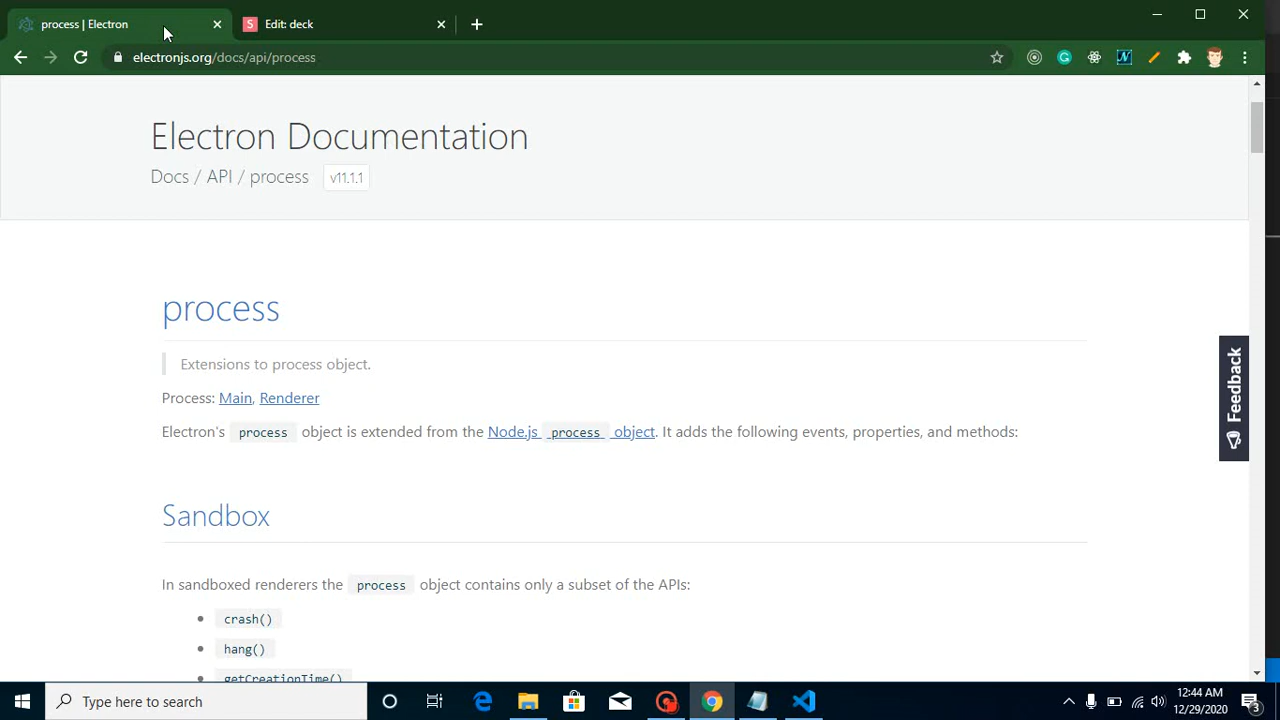 process | Electron
S Edit: deck
electronjs.org/docs/api/process
Electron Documentation
Docs / API / process v11.1.1
process
Extensions to process object.
Process: Main, Renderer
Electron's process object is extended from the Node.js process object. It adds the following events, properties, and methods:
Feedback
Sandbox
In sandboxed renderers the process object contains only a subset of the APIs:
crash()
hang()
getCreationTime()
Type here to search
12:44 AM
12/29/2020
3